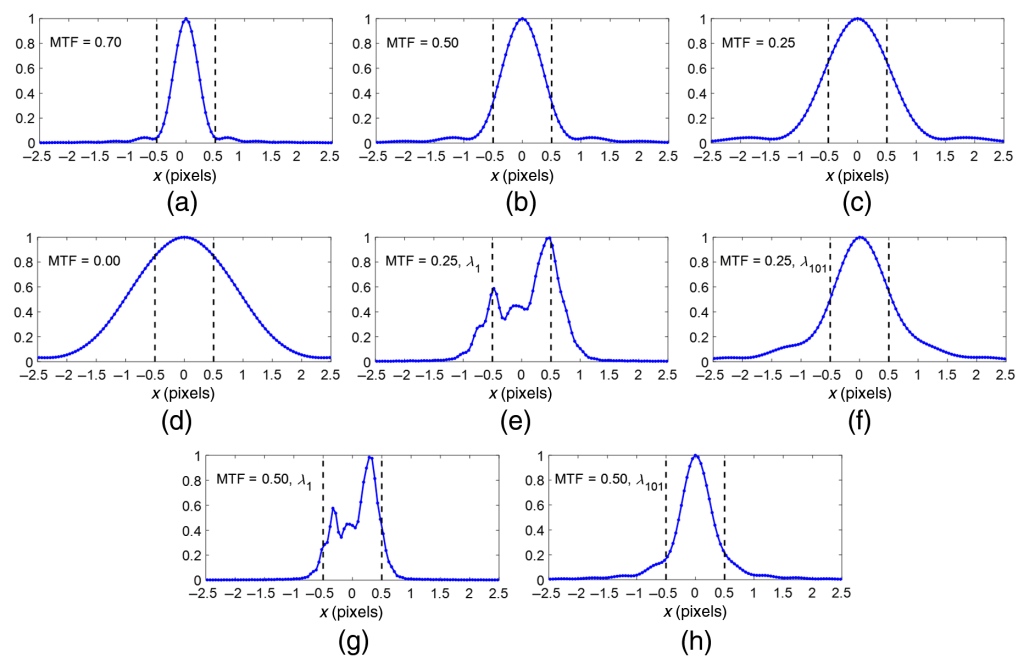 1
0.8
0.6
0.4
0.2
0
MTF = 0.70
−2.5 −2 −1.5 −1 −0.5 0 0.5 1 1.5 2 2.5
x (pixels)
(a)
1
0.8
0.6
0.4
0.2
0
MTF = 0.50
−2.5 −2 −1.5 −1 −0.5 0 0.5 1 1.5 2 2.5
x (pixels)
(b)
1
0.8
0.6
0.4
0.2
0
MTF = 0.25
−2.5 −2 −1.5 −1 −0.5 0 0.5 1 1.5 2 2.5
x (pixels)
(c)
1
0.8
0.6
0.4
0.2
0
MTF = 0.00
−2.5 −2 −1.5 −1 −0.5 0 0.5 1 1.5 2 2.5
x (pixels)
(d)
1
0.8
0.6
0.4
0.2
0
MTF = 0.25, λ1
−2.5 −2 −1.5 −1 −0.5 0 0.5 1 1.5 2 2.5
x (pixels)
(e)
1
0.8
0.6
0.4
0.2
0
MTF = 0.25, λ101
−2.5 −2 −1.5 −1 −0.5 0 0.5 1 1.5 2 2.5
x (pixels)
(f)
1
0.8
0.6
0.4
0.2
0
MTF = 0.50, λ1
−2.5 −2 −1.5 −1 −0.5 0 0.5 1 1.5 2 2.5
x (pixels)
(g)
1
0.8
0.6
0.4
0.2
0
MTF = 0.50, λ101
−2.5 −2 −1.5 −1 −0.5 0 0.5 1 1.5 2 2.5
x (pixels)
(h)